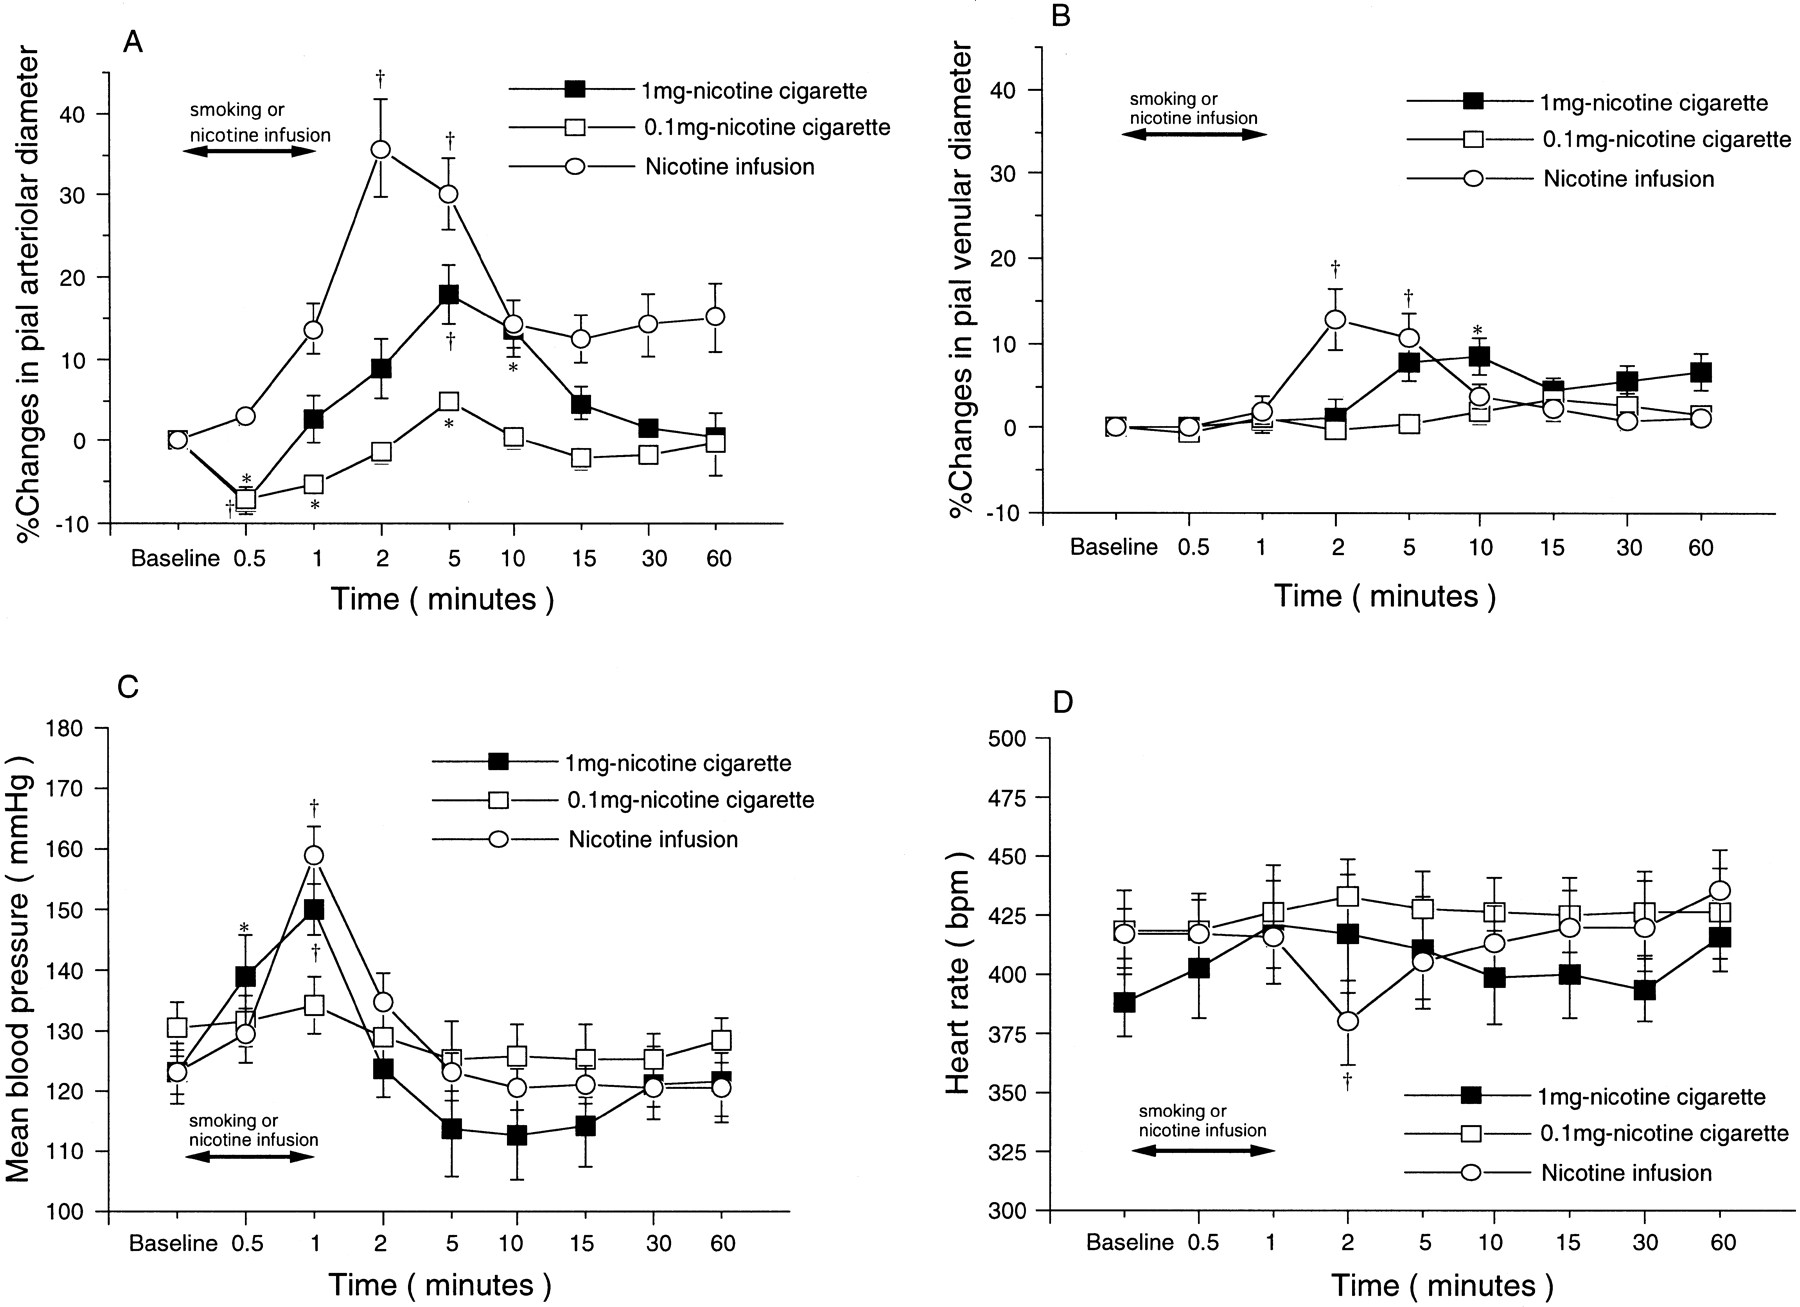 A
%Changes in pial arteriolar diameter
40
30
20
10
0
-10
smoking or
nicotine infusion
1mg-nicotine cigarette
0.1mg-nicotine cigarette
Nicotine infusion
†
†
†
*
*
*
†
*
Baseline 0.5 1 2 5 10 15 30 60
Time ( minutes )
B
%Changes in pial venular diameter
40
30
20
10
0
-10
smoking or
nicotine infusion
1mg-nicotine cigarette
0.1mg-nicotine cigarette
Nicotine infusion
†
†
*
Baseline 0.5 1 2 5 10 15 30 60
Time ( minutes )
C
Mean blood pressure ( mmHg )
180
170
160
150
140
130
120
110
100
1mg-nicotine cigarette
0.1mg-nicotine cigarette
Nicotine infusion
†
*
†
smoking or
nicotine infusion
Baseline 0.5 1 2 5 10 15 30 60
Time ( minutes )
D
Heart rate ( bpm )
500
475
450
425
400
375
350
325
300
†
smoking or
nicotine infusion
1mg-nicotine cigarette
0.1mg-nicotine cigarette
Nicotine infusion
Baseline 0.5 1 2 5 10 15 30 60
Time ( minutes )